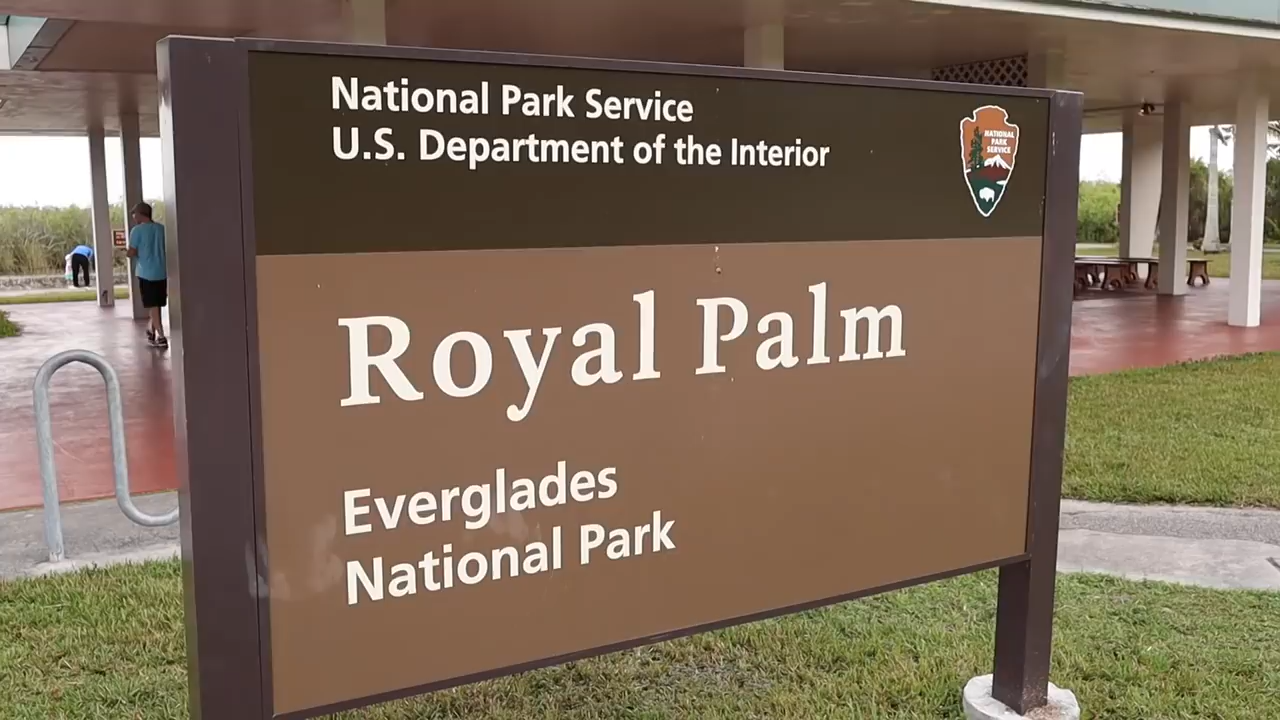 National Park Service
U.S. Department of the Interior
NATIONAL
PARK
SERVICE
Royal Palm
Everglades
National Park